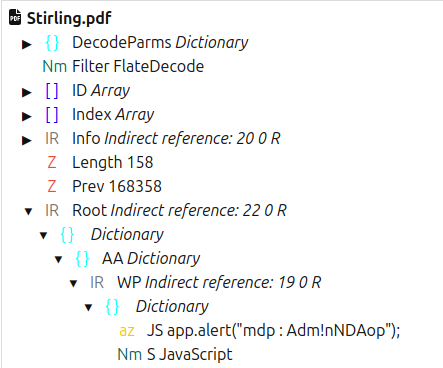 PDF Stirling.pdf
{} DecodeParms Dictionary
Nm Filter FlateDecode
[] ID Array
[] Index Array
IR Info Indirect reference: 20 0 R
Z Length 158
Z Prev 168358
IR Root Indirect reference: 22 0 R
{} Dictionary
{} AA Dictionary
IR WP Indirect reference: 19 0 R
{} Dictionary
az JS app.alert("mdp : Adm!nNDAop");
Nm S JavaScript